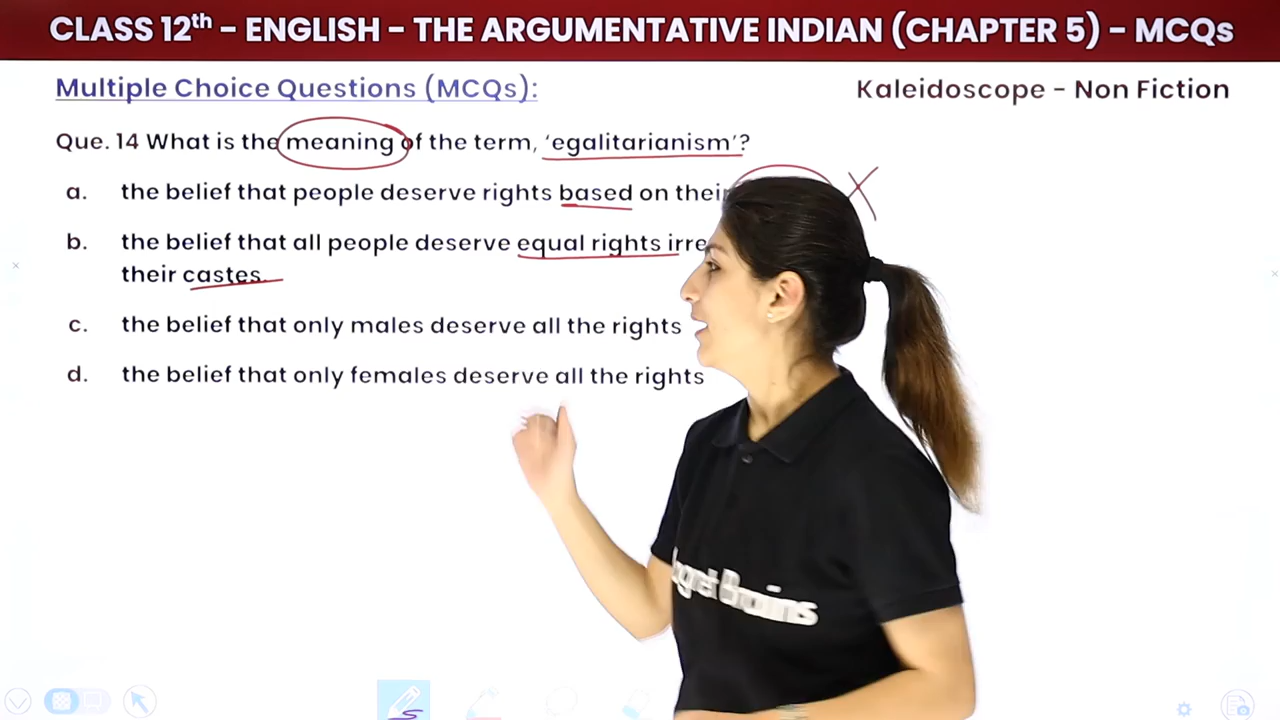 CLASS 12th - ENGLISH - THE ARGUMENTATIVE INDIAN (CHAPTER 5) - MCQs
Multiple Choice Questions (MCQs):
Kaleidoscope - Non Fiction
Que. 14 What is the meaning of the term, 'egalitarianism'?
a. the belief that people deserve rights based on their
b. the belief that all people deserve equal rights
their castes.
c. the belief that only males deserve all the rights
d. the belief that only females deserve all the rights
Brains